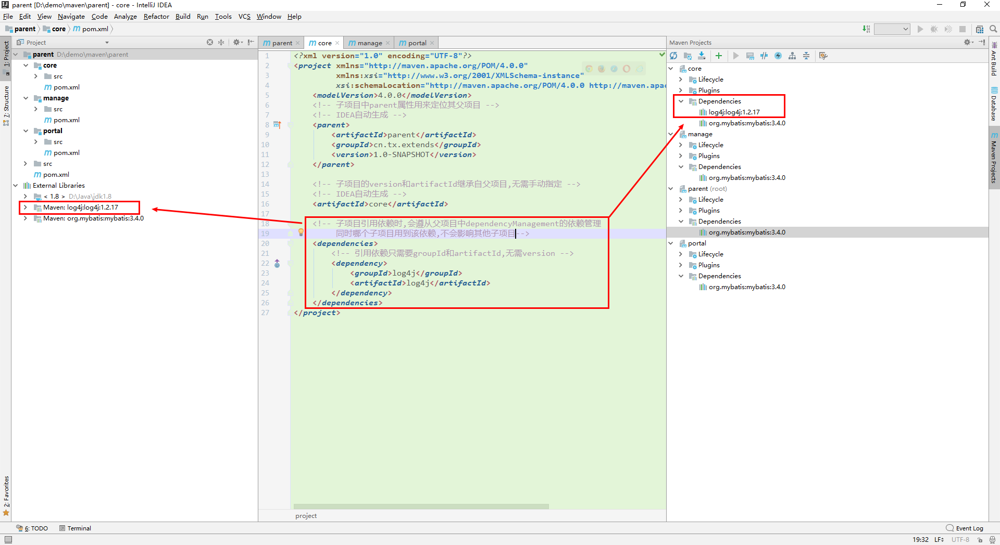 parent [D:\demo\maven\parent] - core - IntelliJ IDEA
File Edit View Navigate Code Analyze Refactor Build Run Tools VCS Window Help
parent core pom.xml
Project
1: Project
7: Structure
2: Favorites
parent D:\demo\maven\parent
core
src
pom.xml
manage
src
pom.xml
portal
src
pom.xml
src
pom.xml
External Libraries
< 1.8 > D:\Java\jdk1.8
Maven: log4j:log4j:1.2.17
Maven: org.mybatis:mybatis:3.4.0
parent core manage portal
1 <?xml version="1.0" encoding="UTF-8"?>
2 <project xmlns="http://maven.apache.org/POM/4.0.0"
3 xmlns:xsi="http://www.w3.org/2001/XMLSchema-instance"
4 xsi:schemaLocation="http://maven.apache.org/POM/4.0.0 http://maven.apac
5 <modelVersion>4.0.0</modelVersion>
6 <!-- 子项目中parent属性用来定位其父项目 -->
7 <!-- IDEA自动生成 -->
8 <parent>
9 <artifactId>parent</artifactId>
10 <groupId>cn.tx.extends</groupId>
11 <version>1.0-SNAPSHOT</version>
12 </parent>
13
14 <!-- 子项目的version和artifactId继承自父项目,无需手动指定 -->
15 <!-- IDEA自动生成 -->
16 <artifactId>core</artifactId>
17
18 <!-- 子项目引用依赖时,会遵从父项目中dependencyManagement的依赖管理
19 同时哪个子项目用到该依赖,不会影响其他子项目-->
20 <dependencies>
21 <!-- 引用依赖只需要groupId和artifactId,无需version -->
22 <dependency>
23 <groupId>log4j</groupId>
24 <artifactId>log4j</artifactId>
25 </dependency>
26 </dependencies>
27 </project>
project
Maven Projects
core
Lifecycle
Plugins
Dependencies
log4j:log4j:1.2.17
org.mybatis:mybatis:3.4.0
manage
Lifecycle
Plugins
Dependencies
org.mybatis:mybatis:3.4.0
parent (root)
Lifecycle
Plugins
Dependencies
org.mybatis:mybatis:3.4.0
portal
Lifecycle
Plugins
Dependencies
org.mybatis:mybatis:3.4.0
Ant Build
Database
Maven Projects
6: TODO Terminal Event Log
19:32 LF UTF-8